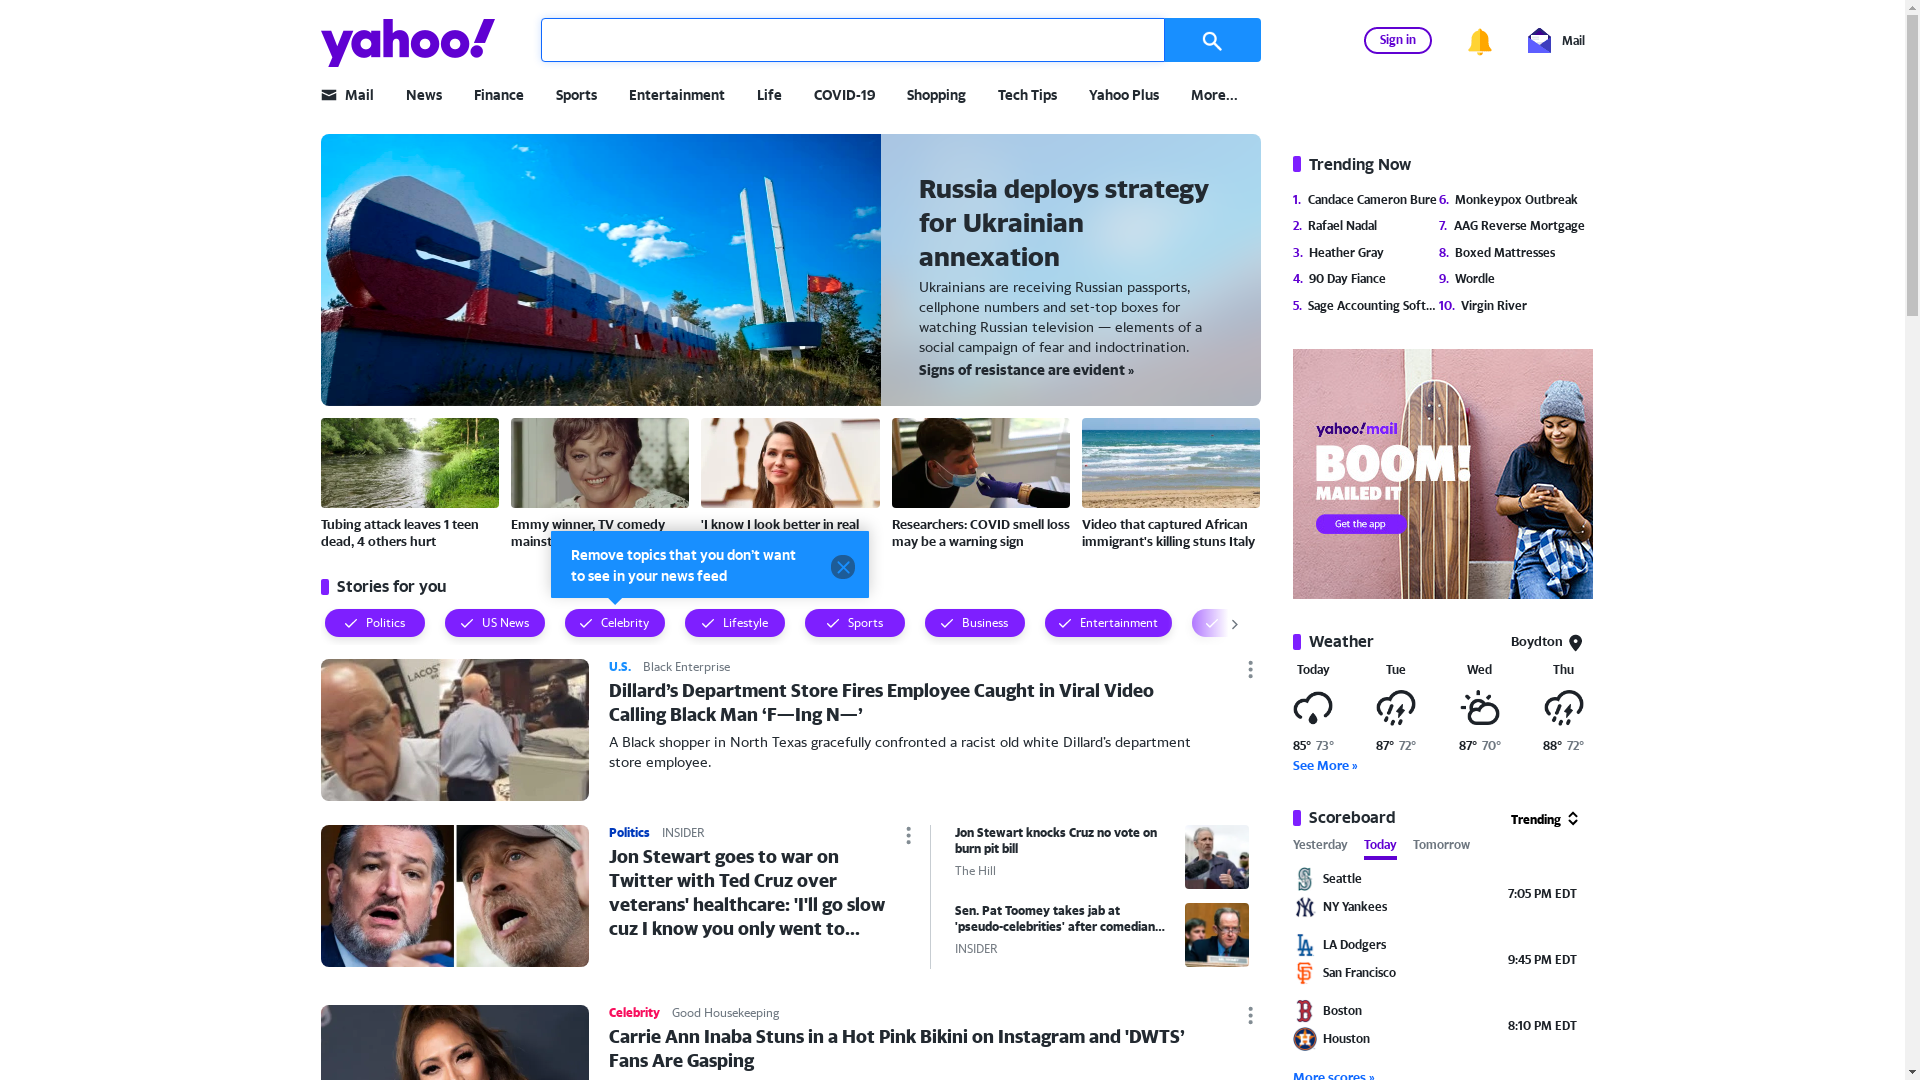 yahoo!
Sign in
Mail
Mail
News
Finance
Sports
Entertainment
Life
COVID-19
Shopping
Tech Tips
Yahoo Plus
More...
Russia deploys strategy
for Ukrainian
annexation
Ukrainians are receiving Russian passports,
cellphone numbers and set-top boxes for
watching Russian television — elements of a
social campaign of fear and indoctrination.
Signs of resistance are evident »
Tubing attack leaves 1 teen
dead, 4 others hurt
Emmy winner, TV comedy
mainst
'I know I look better in real
Researchers: COVID smell loss
may be a warning sign
Video that captured African
immigrant's killing stuns Italy
Remove topics that you don't want
to see in your news feed
Stories for you
Politics
US News
Celebrity
Lifestyle
Sports
Business
Entertainment
LACOS
U.S.
Black Enterprise
Dillard’s Department Store Fires Employee Caught in Viral Video
Calling Black Man ‘F—Ing N—’
A Black shopper in North Texas gracefully confronted a racist old white Dillard’s department
store employee.
Politics
INSIDER
Jon Stewart goes to war on
Twitter with Ted Cruz over
veterans' healthcare: 'I'll go slow
cuz I know you only went to...
Jon Stewart knocks Cruz no vote on
burn pit bill
The Hill
Sen. Pat Toomey takes jab at
'pseudo-celebrities' after comedian...
INSIDER
Celebrity
Good Housekeeping
Carrie Ann Inaba Stuns in a Hot Pink Bikini on Instagram and 'DWTS’
Fans Are Gasping
Trending Now
1. Candace Cameron Bure
2. Rafael Nadal
3. Heather Gray
4. 90 Day Fiance
5. Sage Accounting Soft...
6. Monkeypox Outbreak
7. AAG Reverse Mortgage
8. Boxed Mattresses
9. Wordle
10. Virgin River
yahoo!mail
BOOM!
MAILED IT
Get the app
Weather
Boydton
Today
Tue
Wed
Thu
85° 73°
87° 72°
87° 70°
88° 72°
See More »
Scoreboard
Trending
Yesterday
Today
Tomorrow
Seattle
NY Yankees
7:05 PM EDT
LA Dodgers
San Francisco
9:45 PM EDT
Boston
Houston
8:10 PM EDT
More scores »